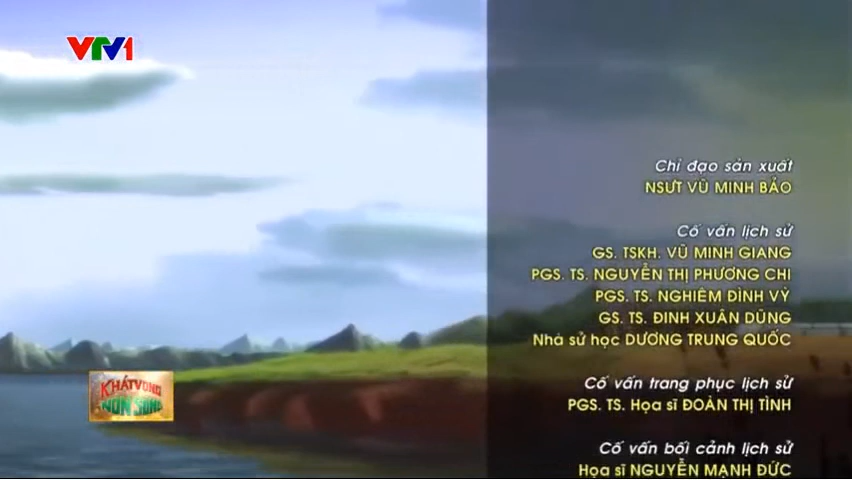 VTV1
Chỉ đạo sản xuất
NSƯT VŨ MINH BẢO
Cố vấn lịch sử
GS. TSKH. VŨ MINH GIANG
PGS. TS. NGUYỄN THỊ PHƯƠNG CHI
PGS. TS. NGHIÊM ĐÌNH VỲ
GS. TS. ĐINH XUÂN DŨNG
Nhà sử học DƯƠNG TRUNG QUỐC
KHÁT VỌNG
NON SÔNG
Cố vấn trang phục lịch sử
PGS. TS. Họa sĩ ĐOÀN THỊ TÌNH
Cố vấn bối cảnh lịch sử
Họa sĩ NGUYỄN MẠNH ĐỨC